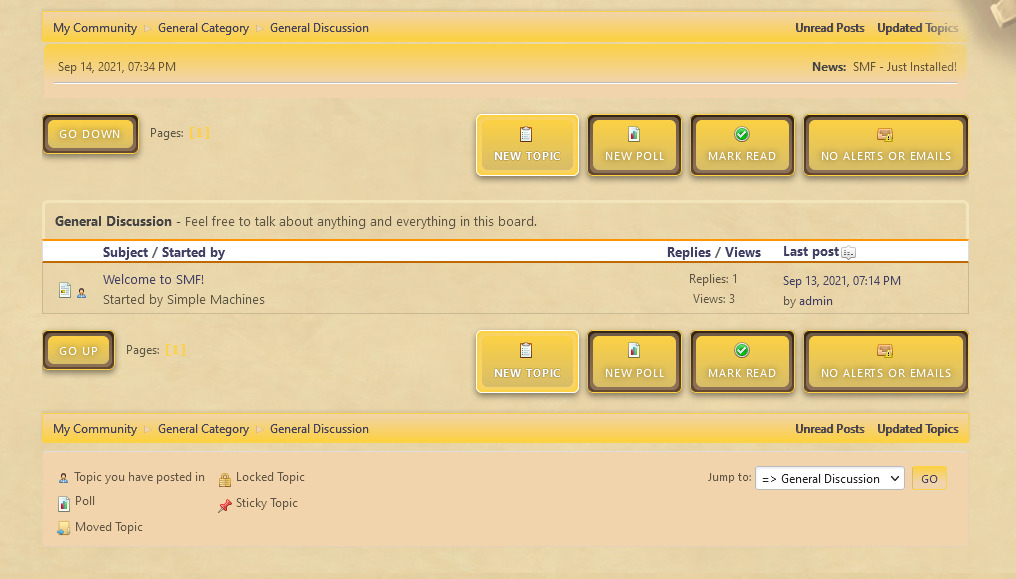 My Community General Category General Discussion Unread Posts Updated Topics
Sep 14, 2021, 07:34 PM News: SMF - Just Installed!
GO DOWN Pages: [1] NEW TOPIC NEW POLL MARK READ NO ALERTS OR EMAILS
General Discussion - Feel free to talk about anything and everything in this board.
Subject / Started by Replies / Views Last post
Welcome to SMF! Replies: 1 Sep 13, 2021, 07:14 PM
Started by Simple Machines Views: 3 by admin
GO UP Pages: [1] NEW TOPIC NEW POLL MARK READ NO ALERTS OR EMAILS
My Community General Category General Discussion Unread Posts Updated Topics
Topic you have posted in Locked Topic Jump to: => General Discussion GO
Poll Sticky Topic
Moved Topic